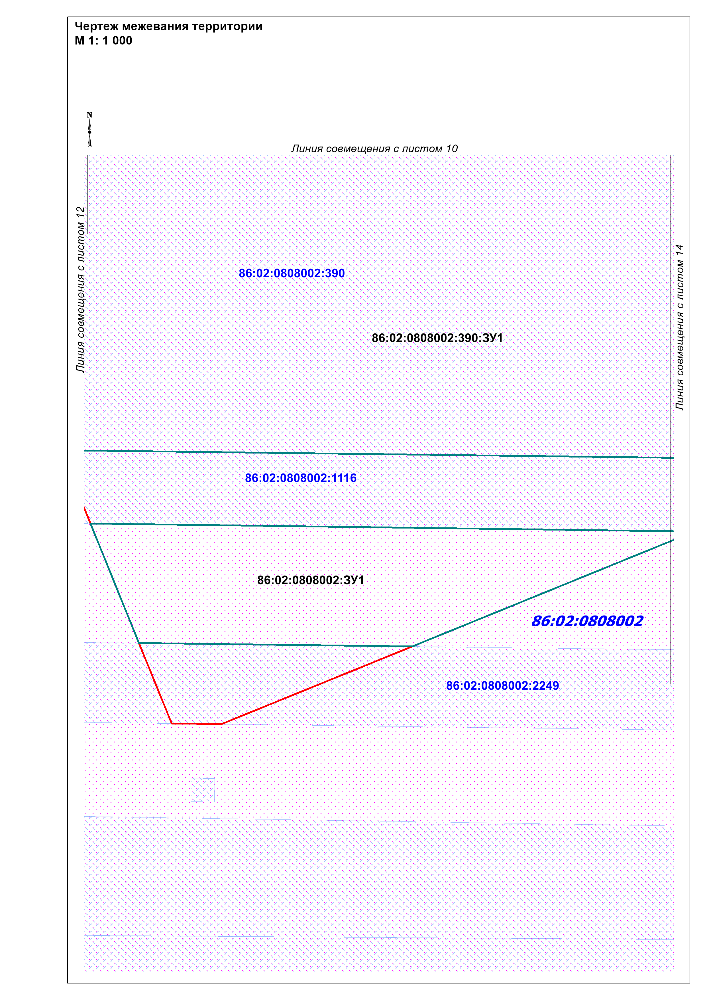 Чертеж межевания территории
М 1: 1 000
N
Линия совмещения с листом 10
Линия совмещения с листом 12
Линия совмещения с листом 14
86:02:0808002:390
86:02:0808002:390:ЗУ1
86:02:0808002:1116
86:02:0808002:ЗУ1
86:02:0808002
86:02:0808002:2249